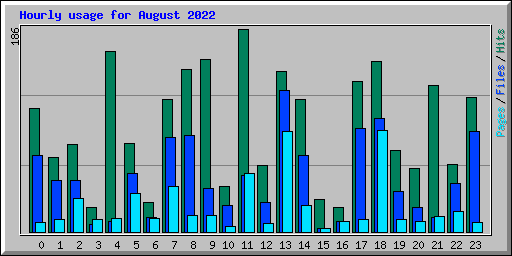 Hourly usage for August 2022
186
Pages / Files / Hits
0 1 2 3 4 5 6 7 8 9 10 11 12 13 14 15 16 17 18 19 20 21 22 23